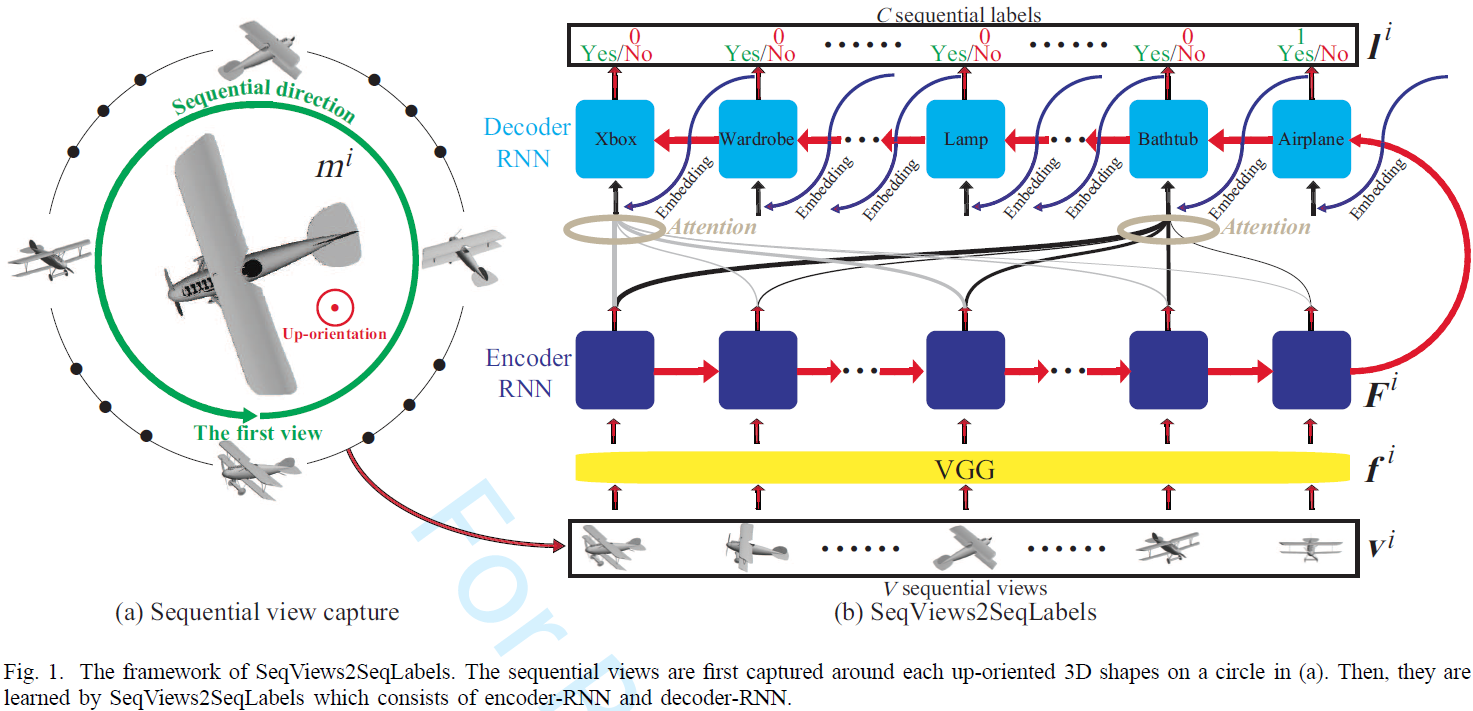 C sequential labels
0 0 0 0 1
Yes/No Yes/No ······ Yes/No ······ Yes/No Yes/No
l^i
Sequential direction
m^i
Up-orientation
The first view
Decoder
RNN
Xbox Wardrobe Lamp Bathtub Airplane
Embedding Embedding Embedding Embedding Embedding Embedding Embedding
Attention Attention
Encoder
RNN
F^i
VGG
f^i
v^i
V sequential views
(a) Sequential view capture
(b) SeqViews2SeqLabels
For
Fig. 1. The framework of SeqViews2SeqLabels. The sequential views are first captured around each up-oriented 3D shapes on a circle in (a). Then, they are
learned by SeqViews2SeqLabels which consists of encoder-RNN and decoder-RNN.